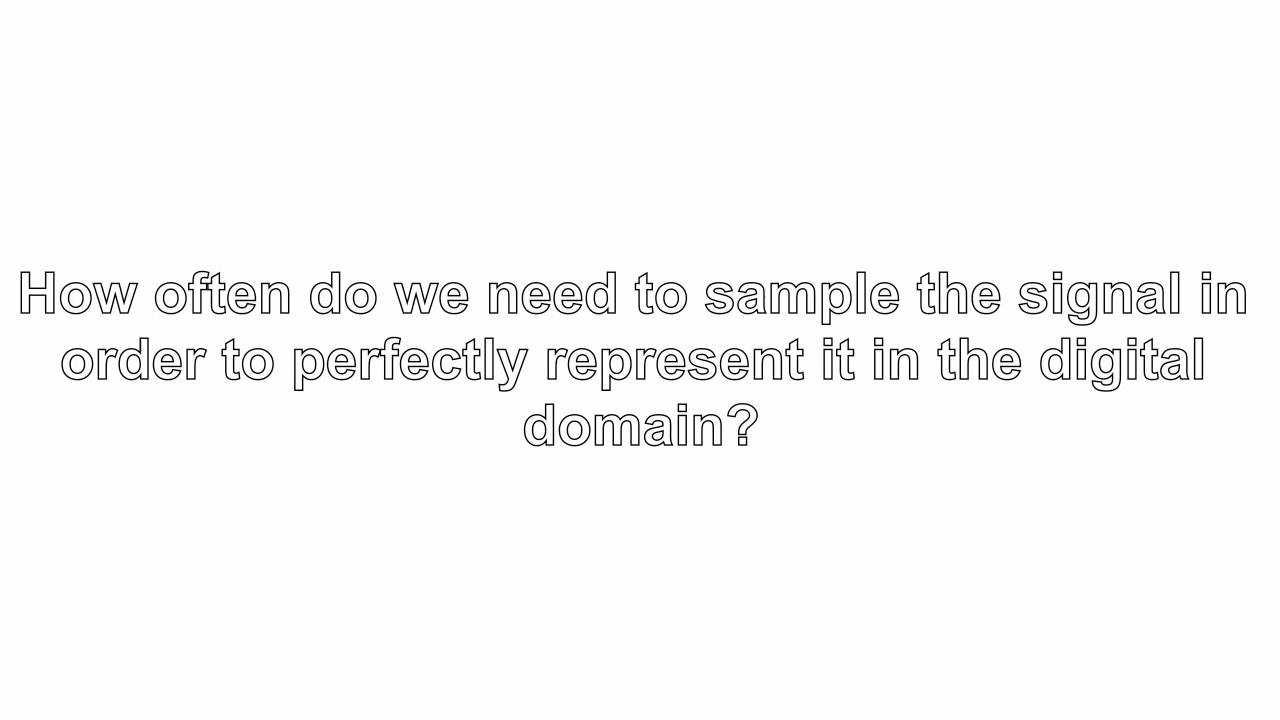 How often do we need to sample the signal in
order to perfectly represent it in the digital
domain?